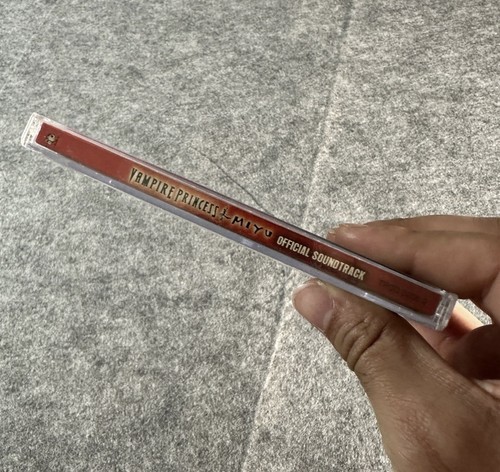 VAMPIRE PRINCESS MIYU OFFICIAL SOUNDTRACK